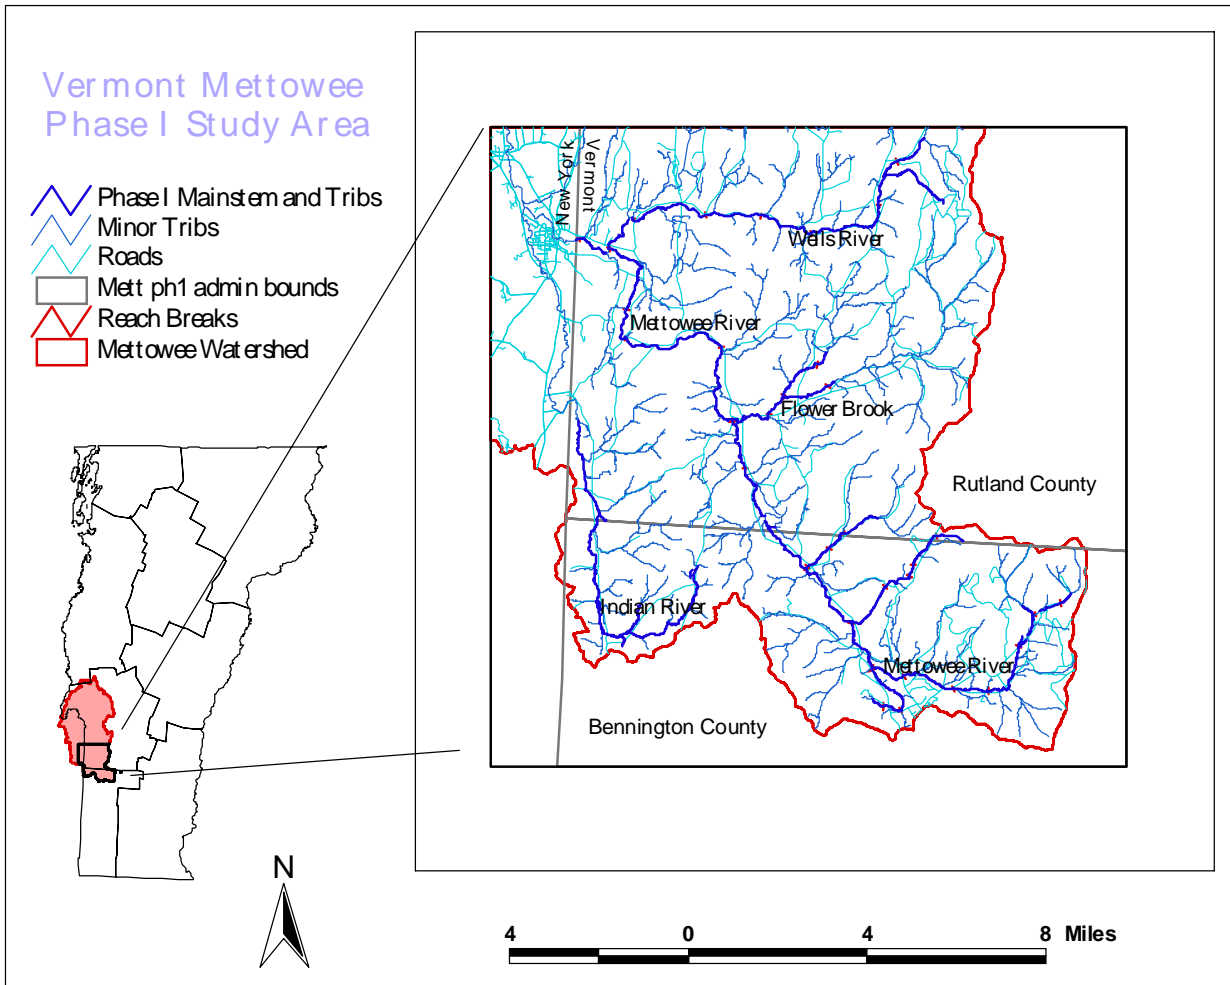 Vermont Mettowee
Phase I Study Area
Phase I Mainstem and Tribs
Minor Tribs
Roads
Mett ph1 admin bounds
Reach Breaks
Mettowee Watershed
New York
Vermont
Wells River
Mettowee River
Flower Brook
Rutland County
Indian River
Mettowee River
Bennington County
N
4 0 4 8 Miles